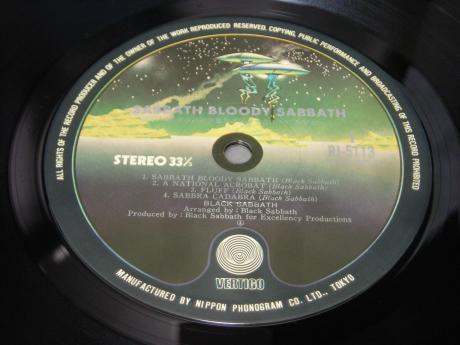 ALL RIGHTS OF THE RECORD PRODUCER AND OF THE OWNER OF THE WORK REPRODUCED RESERVED. COPYING, PUBLIC PERFORMANCE AND BROADCASTING OF THIS RECORD PROHIBITED
SABBATH BLOODY SABBATH
RJ-5113
STEREO 33⅓
1. SABBATH BLOODY SABBATH (Black Sabbath)
2. A NATIONAL ACROBAT (Black Sabbath)
3. FLUFF (Black Sabbath)
4. SABBRA CADABRA (Black Sabbath)
BLACK SABBATH
Arranged by : Black Sabbath
Produced by : Black Sabbath for Excellency Productions
VERTIGO
MANUFACTURED BY NIPPON PHONOGRAM CO. LTD., TOKYO